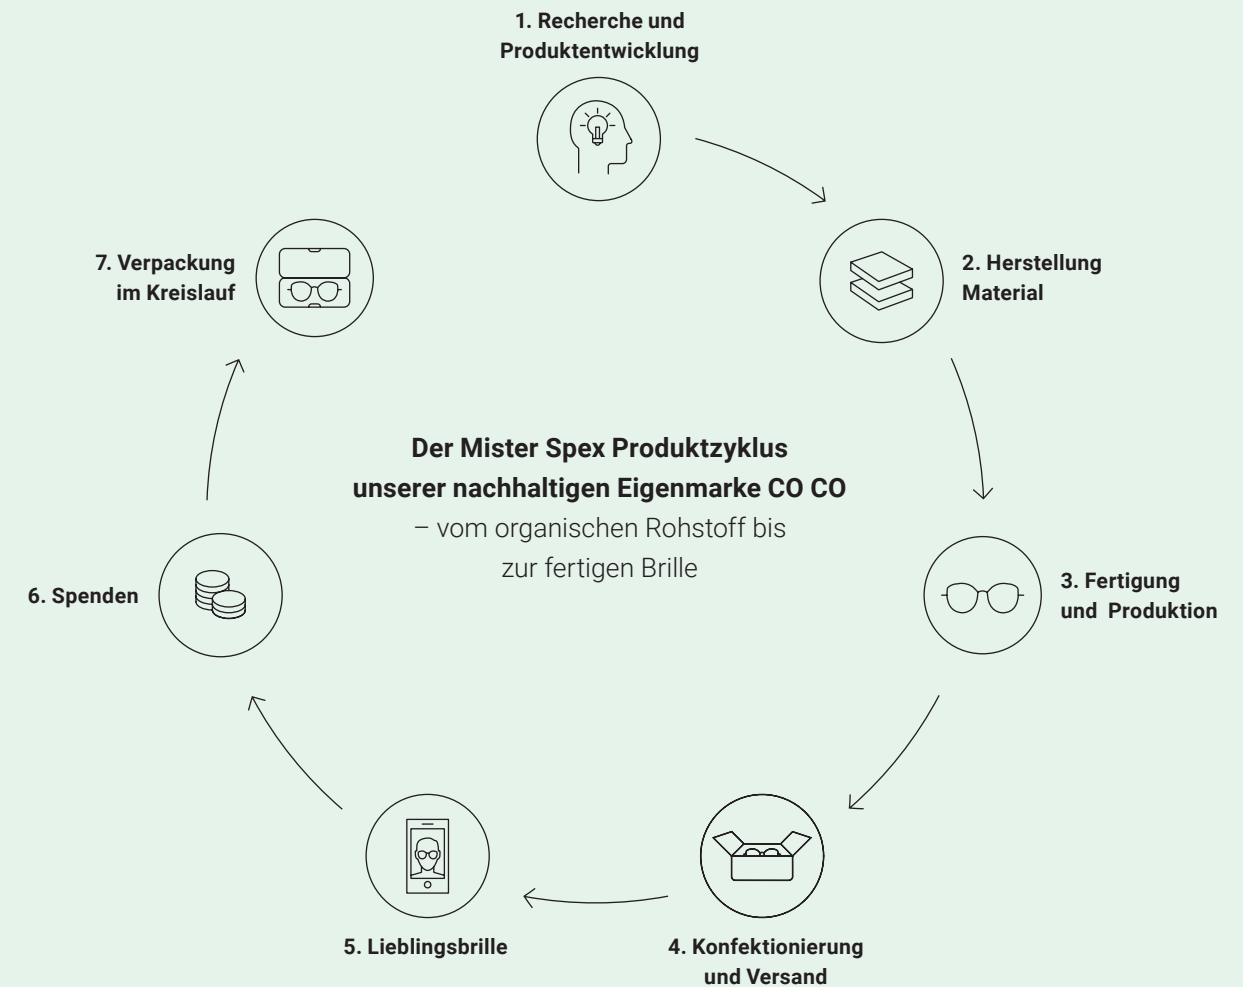 1. Recherche und
Produktentwicklung
2. Herstellung
Material
3. Fertigung
und Produktion
4. Konfektionierung
und Versand
5. Lieblingsbrille
6. Spenden
7. Verpackung
im Kreislauf
Der Mister Spex Produktzyklus
unserer nachhaltigen Eigenmarke CO CO
– vom organischen Rohstoff bis
zur fertigen Brille